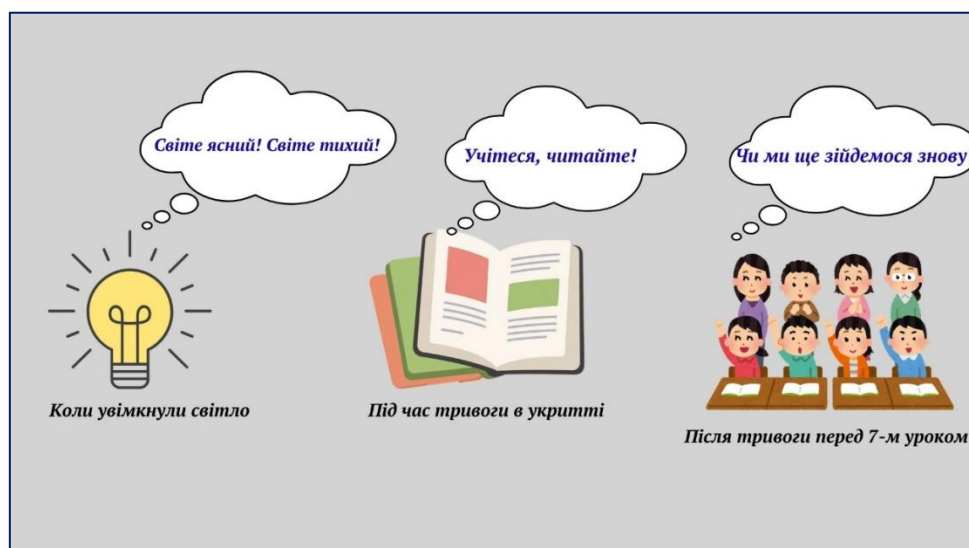 Світе ясний! Світе тихий!
Учітеся, читайте!
Чи ми ще зійдемося знову
Коли увімкнули світло
Під час тривоги в укритті
Після тривоги перед 7-м уроком